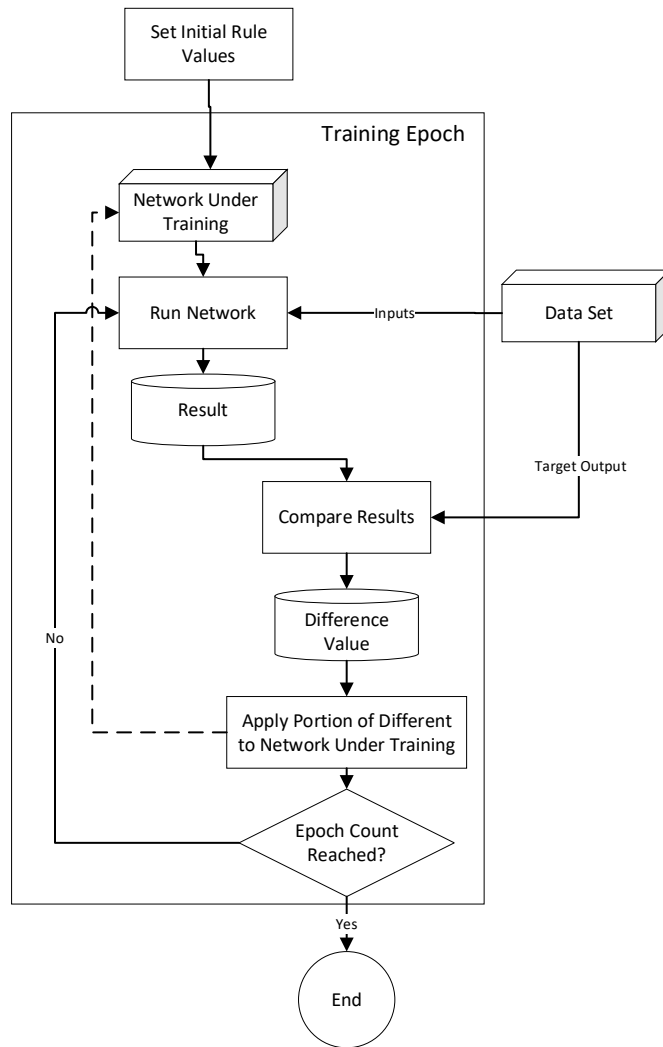 Set Initial Rule
Values
Training Epoch
Network Under
Training
Run Network
Inputs
Data Set
Result
Target Output
Compare Results
Difference
Value
No
Apply Portion of Different
to Network Under Training
Epoch Count
Reached?
Yes
End